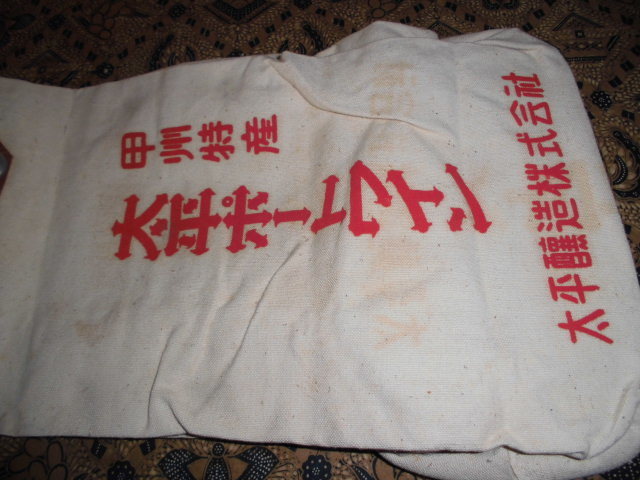 甲州特産
太平ポートワイン
太平醸造株式会社